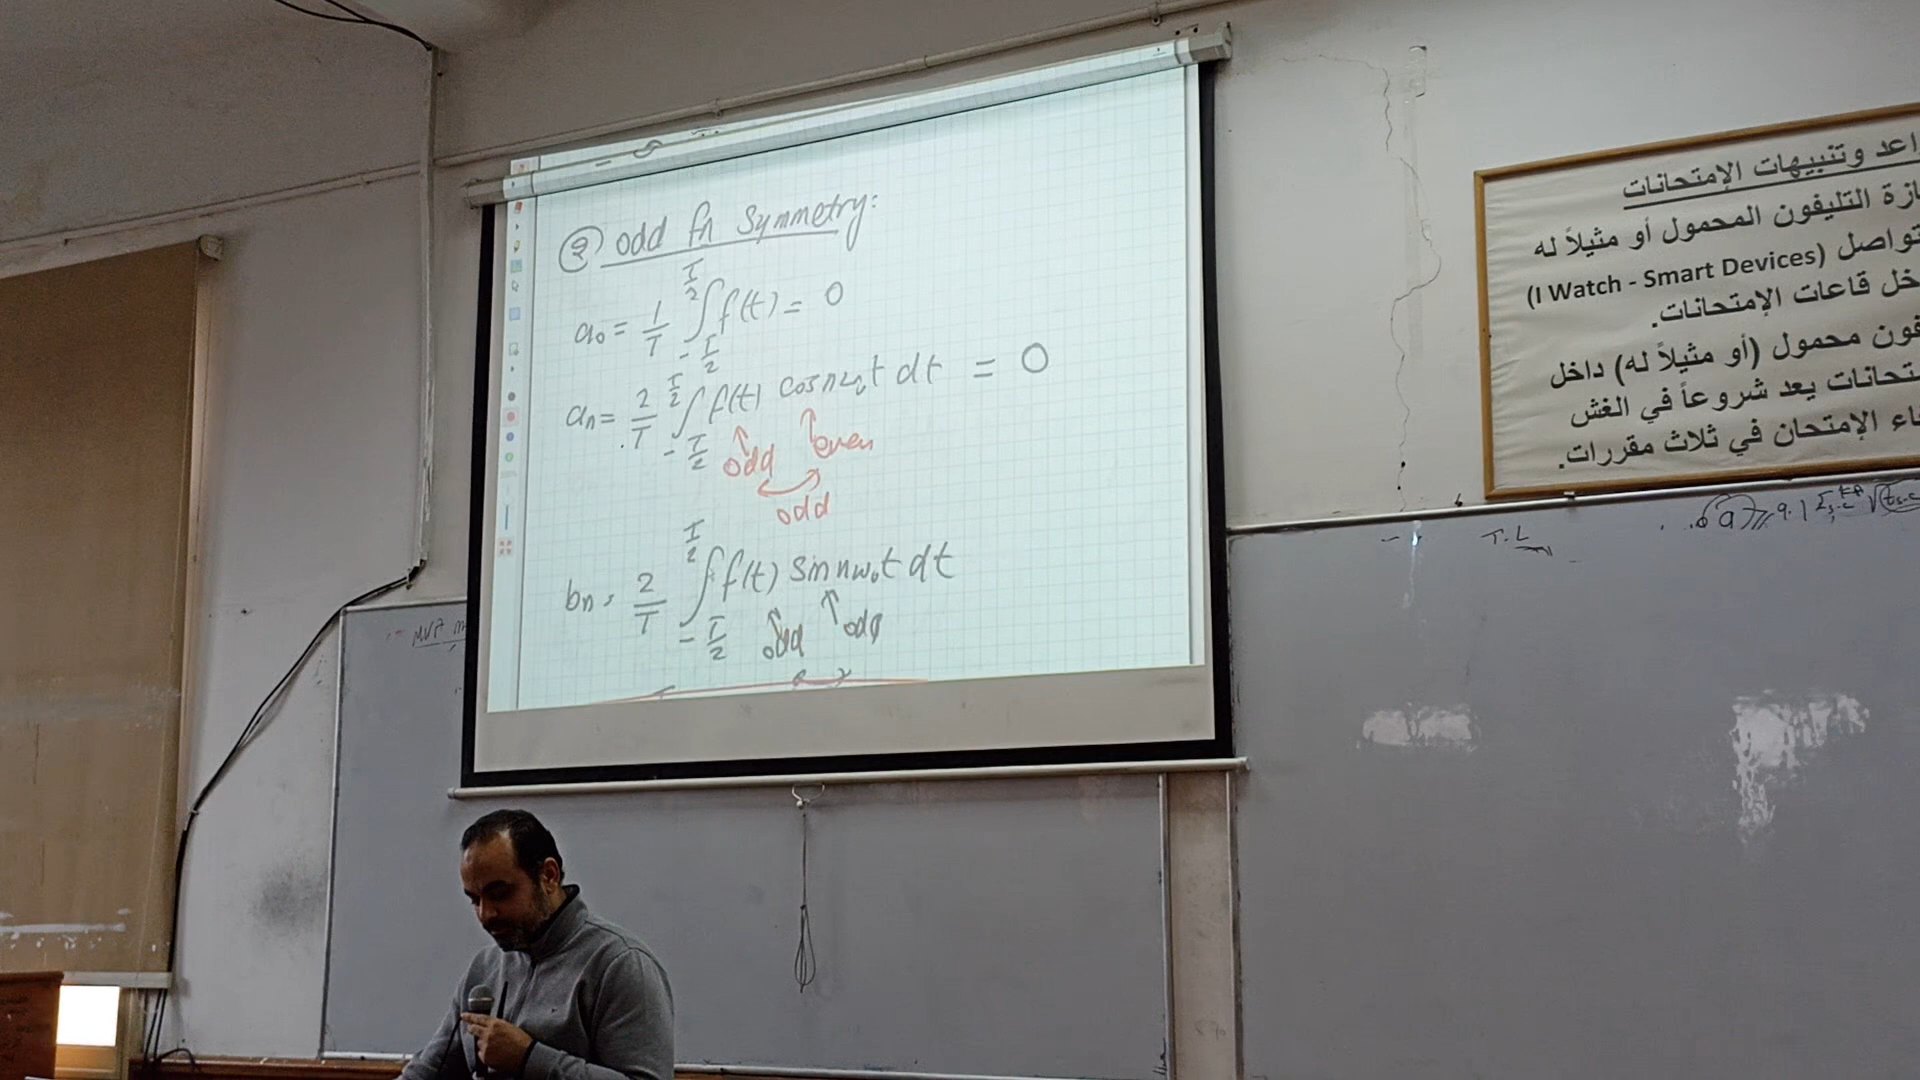 ② odd fn Symmetry:
a₀ = 1/T ∫_{-T/2}^{T/2} f(t) = 0
aₙ = 2/T ∫_{-T/2}^{T/2} f(t) cos nω₀t dt = 0
odd even
odd
bₙ = 2/T ∫_{-T/2}^{T/2} f(t) sin nω₀t dt
odd odd
اعد وتنبيهات الإمتحانات
ازة التليفون المحمول أو مثيلاً له
تواصل (I Watch - Smart Devices)
خل قاعات الإمتحانات.
فون محمول (أو مثيلاً له) داخل
متحانات يعد شروعاً في الغش
اء الإمتحان في ثلاث مقررات.
T.L